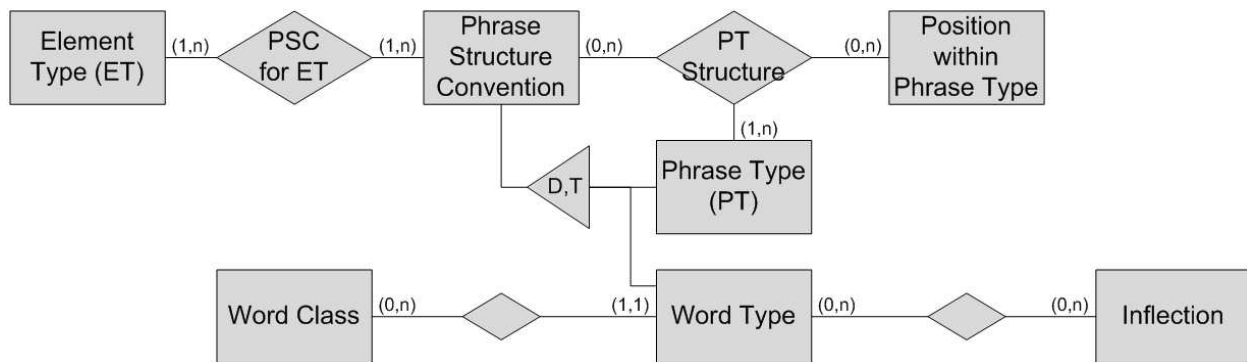 Element
Type (ET)
(1,n)
PSC
for ET
(1,n)
Phrase
Structure
Convention
(0,n)
PT
Structure
(0,n)
Position
within
Phrase Type
(1,n)
D,T
Phrase Type
(PT)
Word Class
(0,n)
(1,1)
Word Type
(0,n)
(0,n)
Inflection